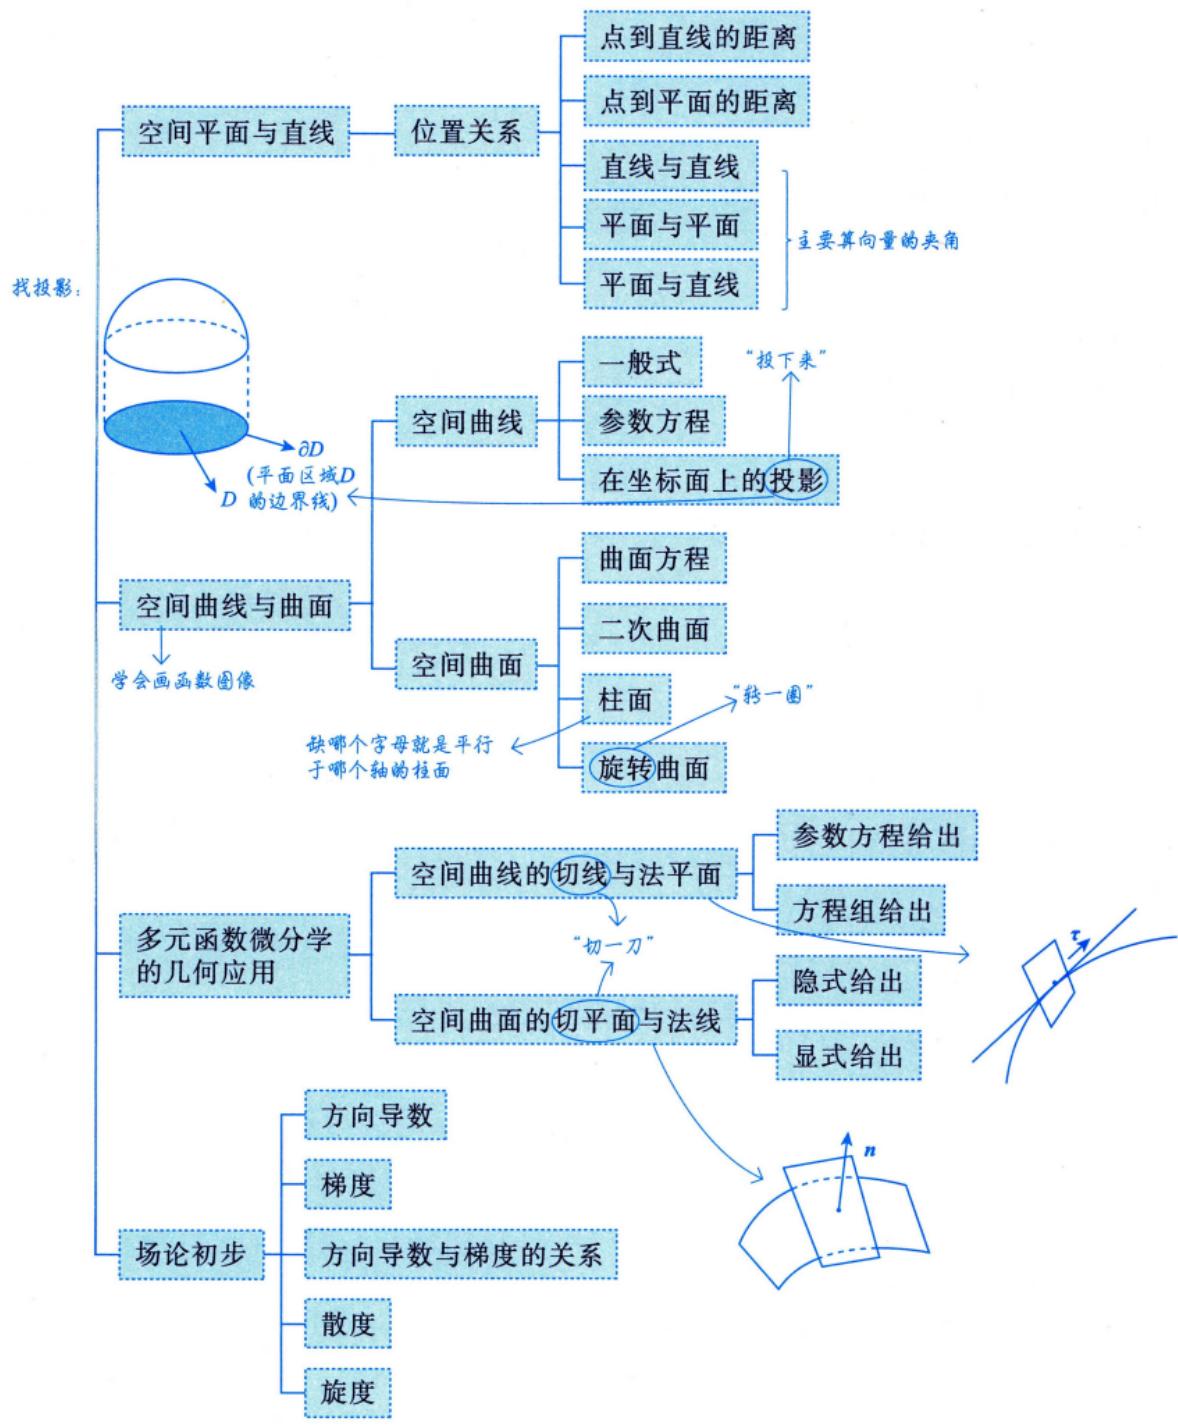 点到直线的距离
点到平面的距离
空间平面与直线
位置关系
直线与直线
平面与平面
平面与直线
主要算向量的夹角
找投影:
∂D
(平面区域D
D 的边界线)
一般式
“投下来”
空间曲线
参数方程
在坐标面上的投影
曲面方程
空间曲线与曲面
二次曲面
空间曲面
学会画函数图像
柱面
“转一圈”
缺哪个字母就是平行
于哪个轴的柱面
旋转曲面
参数方程给出
空间曲线的切线与法平面
方程组给出
多元函数微分学
的几何应用
“切一刀”
τ
隐式给出
空间曲面的切平面与法线
显式给出
方向导数
n
梯度
场论初步
方向导数与梯度的关系
散度
旋度